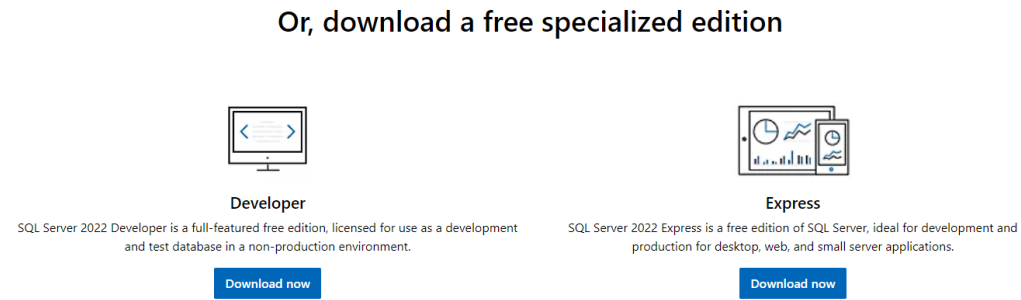 Or, download a free specialized edition
Developer
SQL Server 2022 Developer is a full-featured free edition, licensed for use as a development
and test database in a non-production environment.
Download now
Express
SQL Server 2022 Express is a free edition of SQL Server, ideal for development and
production for desktop, web, and small server applications.
Download now